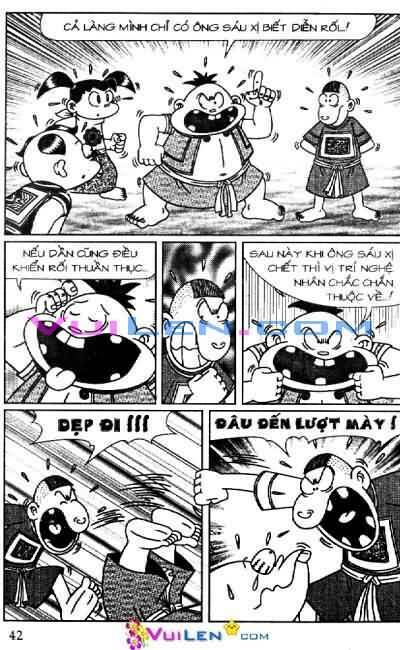 CẢ LÀNG MÌNH CHỈ CÓ ÔNG SÁU XỊ BIẾT DIỄN RỐI..!
NẾU DẦN CŨNG ĐIỀU
KHIỂN RỐI THUẦN THỤC...
SAU NÀY KHI ÔNG SÁU XỊ
CHẾT THÌ VỊ TRÍ NGHỆ
NHÂN CHẮC CHẮN
THUỘC VỀ..!
VUILEN.COM
DẸP ĐI !!!
ĐÂU ĐẾN LƯỢT MÀY !
42
VUILEN.COM